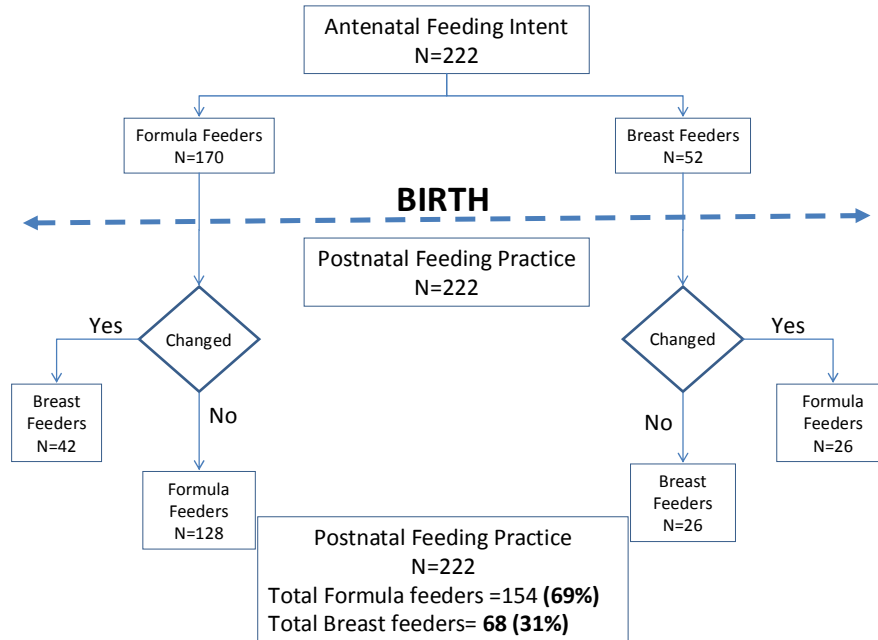 Antenatal Feeding Intent
N=222
Formula Feeders
N=170
Breast Feeders
N=52
BIRTH
Postnatal Feeding Practice
N=222
Yes
Changed
Changed
Yes
Breast
Feeders
N=42
No
No
Formula
Feeders
N=26
Formula
Feeders
N=128
Breast
Feeders
N=26
Postnatal Feeding Practice
N=222
Total Formula feeders =154 (69%)
Total Breast feeders= 68 (31%)